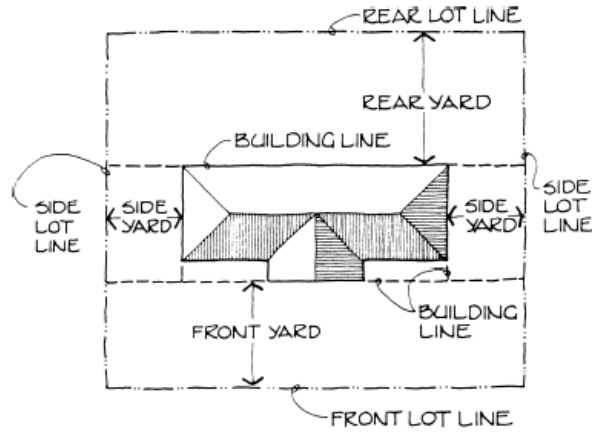 REAR LOT LINE
REAR YARD
BUILDING LINE
SIDE
LOT
LINE
SIDE
YARD
SIDE
YARD
SIDE
LOT
LINE
BUILDING
LINE
FRONT YARD
FRONT LOT LINE